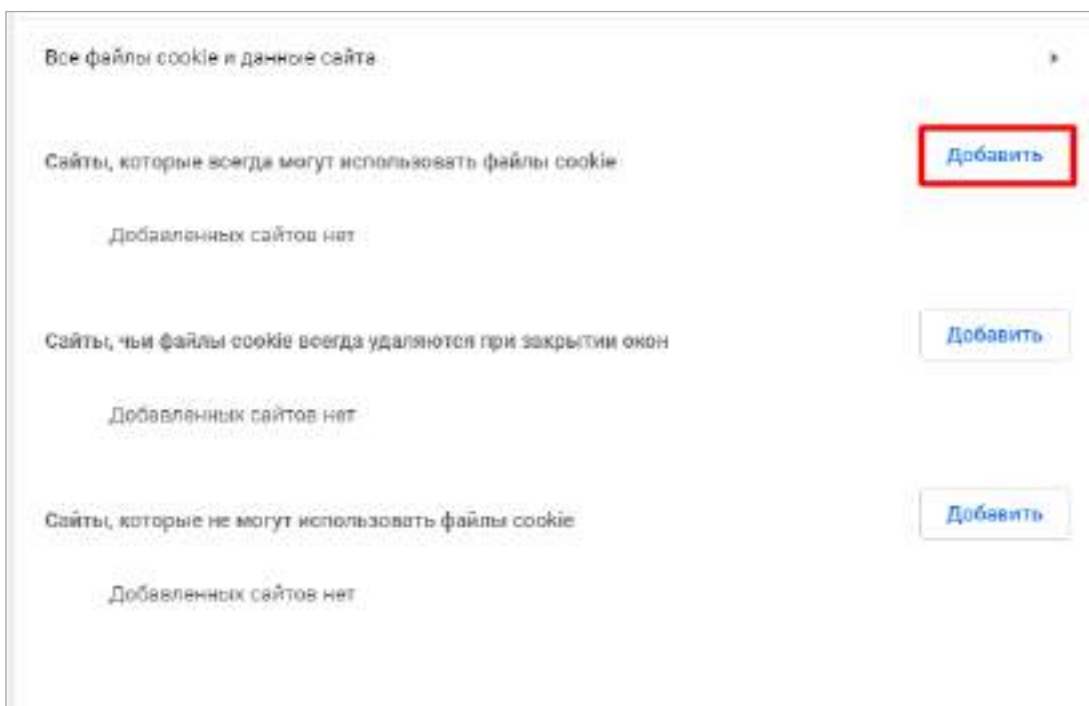 Все файлы cookie и данные сайта
Сайты, которые всегда могут использовать файлы cookie
Добавить
Добавленных сайтов нет
Сайты, чьи файлы cookie всегда удаляются при закрытии окон
Добавить
Добавленных сайтов нет
Сайты, которые не могут использовать файлы cookie
Добавить
Добавленных сайтов нет